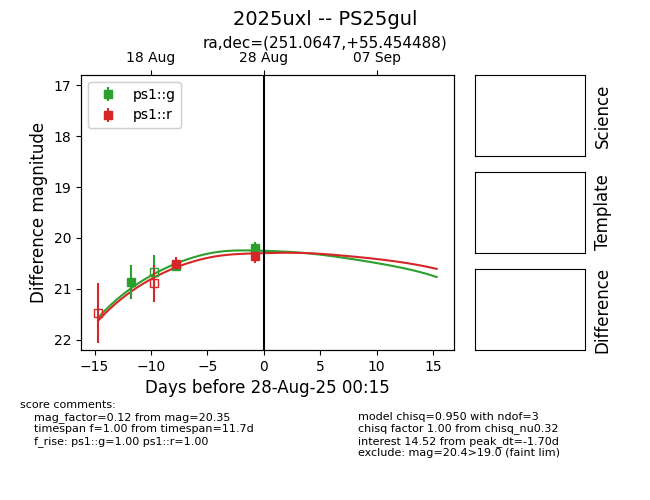 2025uxl -- PS25gul
ra,dec=(251.0647,+55.454488)
18 Aug 28 Aug 07 Sep
17
18
19
20
21
22
Difference magnitude
ps1::g
ps1::r
−15 −10 −5 0 5 10 15
Days before 28-Aug-25 00:15
Science
Template
Difference
score comments:
mag_factor=0.12 from mag=20.35
timespan f=1.00 from timespan=11.7d
f_rise: ps1::g=1.00 ps1::r=1.00
model chisq=0.950 with ndof=3
chisq factor 1.00 from chisq_nu0.32
interest 14.52 from peak_dt=-1.70d
exclude: mag=20.4>19.0 (faint lim)